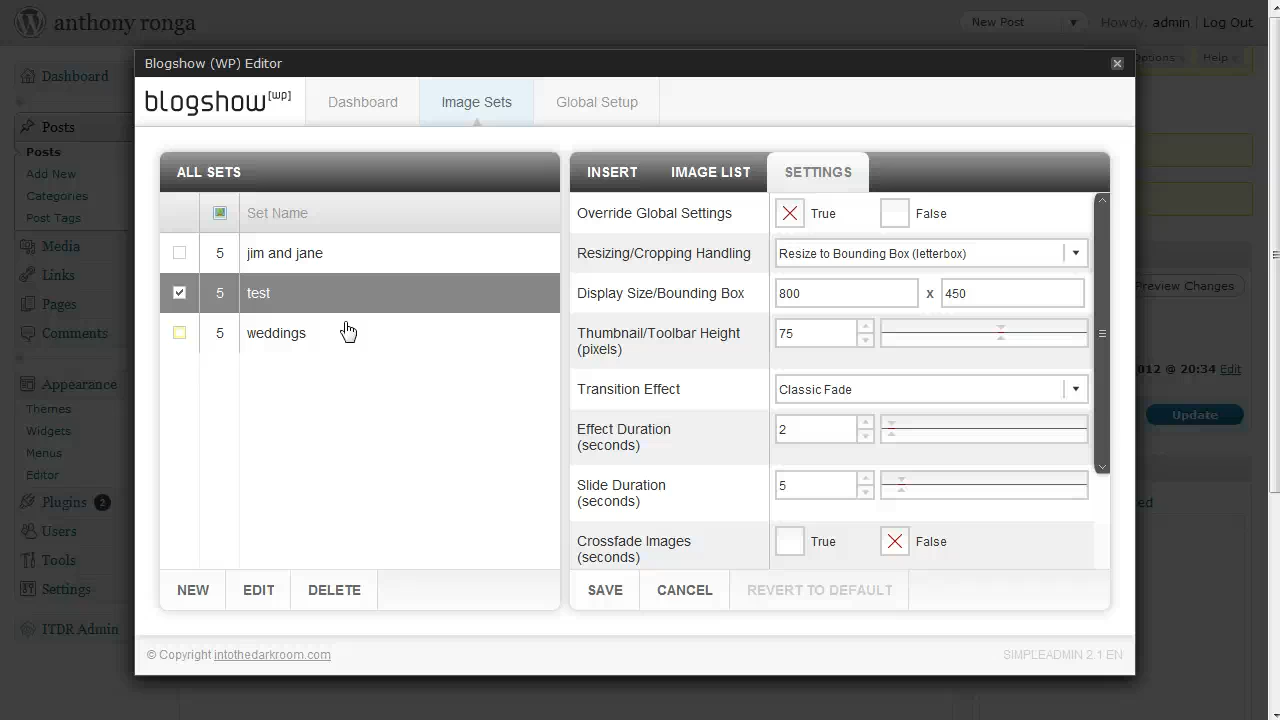 anthony ronga
New Post
Howdy, admin | Log Out
Options
Help
Dashboard
Posts
Posts
Add New
Categories
Post Tags
Media
Links
Pages
Comments
Appearance
Themes
Widgets
Menus
Editor
Plugins 2
Users
Tools
Settings
ITDR Admin
Blogshow (WP) Editor
blogshow [wp]
Dashboard
Image Sets
Global Setup
ALL SETS
Set Name
5 jim and jane
5 test
5 weddings
NEW
EDIT
DELETE
INSERT
IMAGE LIST
SETTINGS
Override Global Settings
True
False
Resizing/Cropping Handling
Resize to Bounding Box (letterbox)
Display Size/Bounding Box
800 x 450
Thumbnail/Toolbar Height
(pixels)
75
Transition Effect
Classic Fade
Effect Duration
(seconds)
2
Slide Duration
(seconds)
5
Crossfade Images
(seconds)
True
False
SAVE
CANCEL
REVERT TO DEFAULT
© Copyright intothedarkroom.com
SIMPLEADMIN 2.1 EN
Preview Changes
012 @ 20:34 Edit
Update